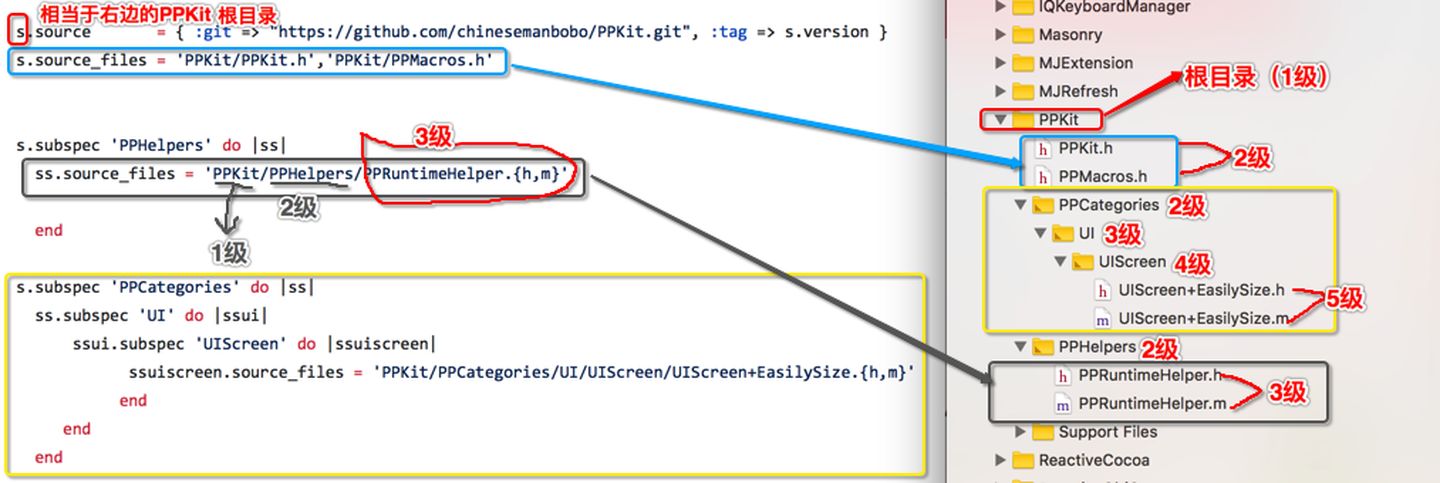 相当于右边的PPKit 根目录
s.source = { :git => "https://github.com/chinesemanbobo/PPKit.git", :tag => s.version }
s.source_files = 'PPKit/PPKit.h','PPKit/PPMacros.h'
3级
s.subspec 'PPHelpers' do |ss|
ss.source_files = 'PPKit/PPHelpers/PPRuntimeHelper.{h,m}'
2级
end
1级
s.subspec 'PPCategories' do |ss|
ss.subspec 'UI' do |ssui|
ssui.subspec 'UIScreen' do |ssuiscreen|
ssuiscreen.source_files = 'PPKit/PPCategories/UI/UIScreen/UIScreen+EasilySize.{h,m}'
end
end
end
IQKeyboardManager
Masonry
MJExtension
根目录（1级）
MJRefresh
PPKit
h PPKit.h
2级
h PPMacros.h
PPCategories 2级
UI 3级
UIScreen 4级
h UIScreen+EasilySize.h
5级
m UIScreen+EasilySize.m
PPHelpers 2级
h PPRuntimeHelper.h
3级
m PPRuntimeHelper.m
Support Files
ReactiveCocoa